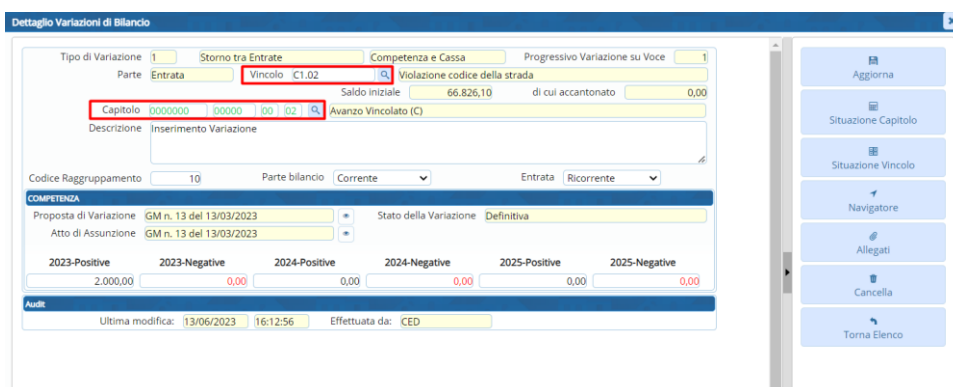 Dettaglio Variazioni di Bilancio
Tipo di Variazione 1 Storno tra Entrate Competenza e Cassa Progressivo Variazione su Voce 1
Parte Entrata Vincolo C1.02 Violazione codice della strada
Saldo iniziale 66.826,10 di cui accantonato 0,00
Capitolo 0000000 00000 00 02 Avanzo Vincolato (C)
Descrizione Inserimento Variazione
Codice Raggruppamento 10 Parte bilancio Corrente Entrata Ricorrente
COMPETENZA
Proposta di Variazione GM n. 13 del 13/03/2023 Stato della Variazione Definitiva
Atto di Assunzione GM n. 13 del 13/03/2023
2023-Positive 2023-Negative 2024-Positive 2024-Negative 2025-Positive 2025-Negative
2.000,00 0,00 0,00 0,00 0,00 0,00
Audit
Ultima modifica: 13/06/2023 16:12:56 Effettuata da: CED
Aggiorna
Situazione Capitolo
Situazione Vincolo
Navigatore
Allegati
Cancella
Torna Elenco